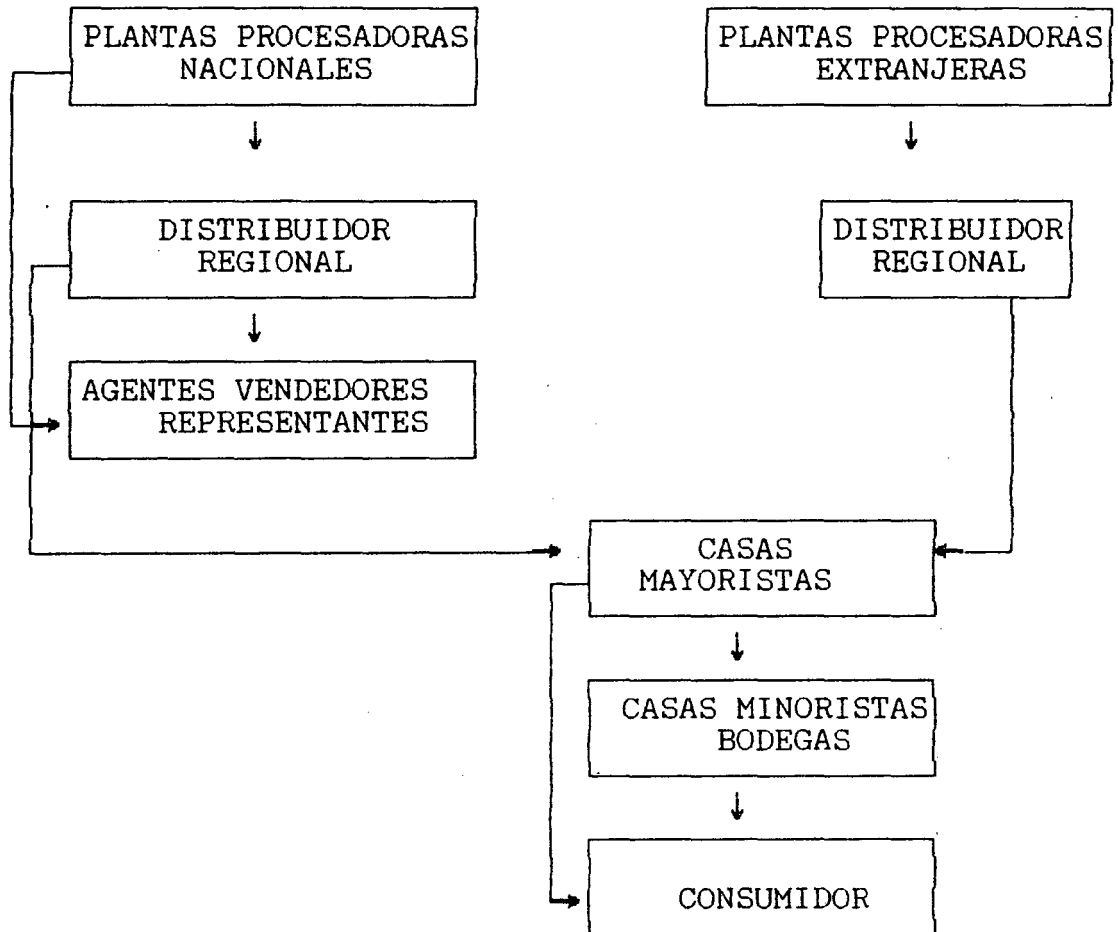 PLANTAS PROCESADORAS
NACIONALES
PLANTAS PROCESADORAS
EXTRANJERAS
DISTRIBUIDOR
REGIONAL
DISTRIBUIDOR
REGIONAL
AGENTES VENDEDORES
REPRESENTANTES
CASAS
MAYORISTAS
CASAS MINORISTAS
BODEGAS
CONSUMIDOR